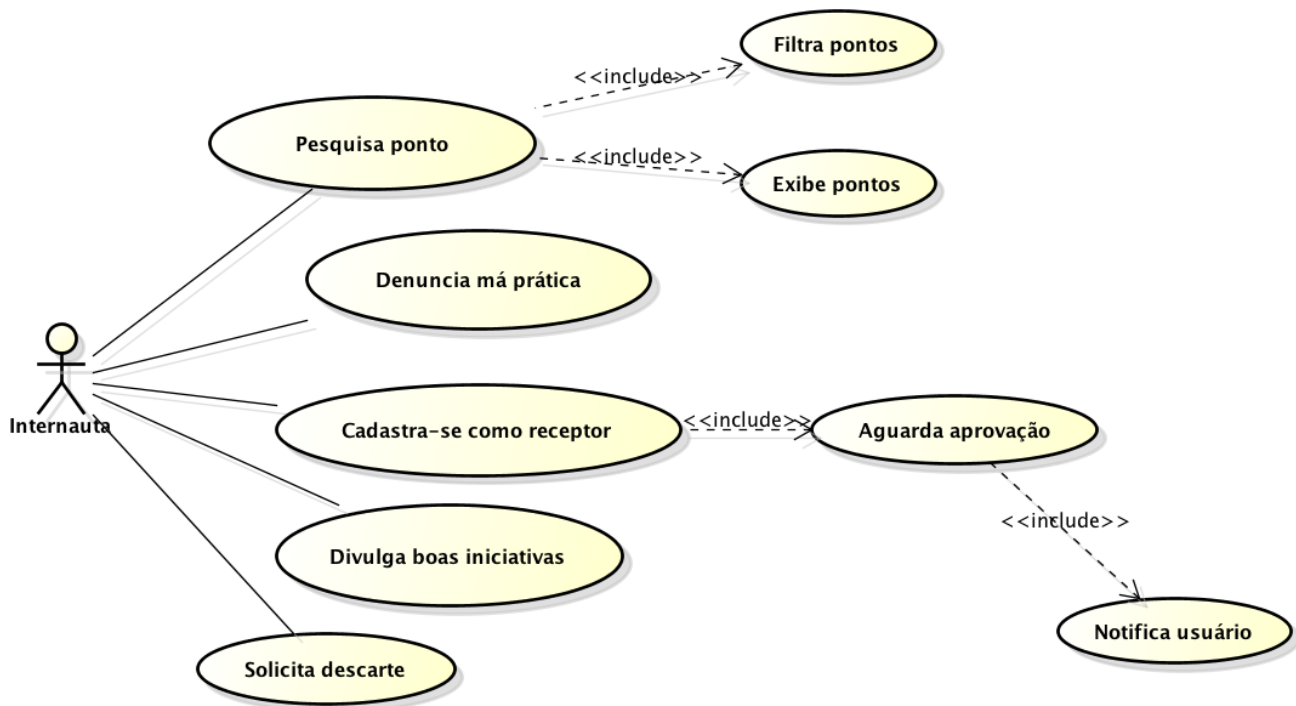 Filtra pontos
<<include>>
Pesquisa ponto
<<include>>
Exibe pontos
Denuncia má prática
Internauta
Cadastra-se como receptor
<<include>>
Aguarda aprovação
<<include>>
Divulga boas iniciativas
Notifica usuário
Solicita descarte